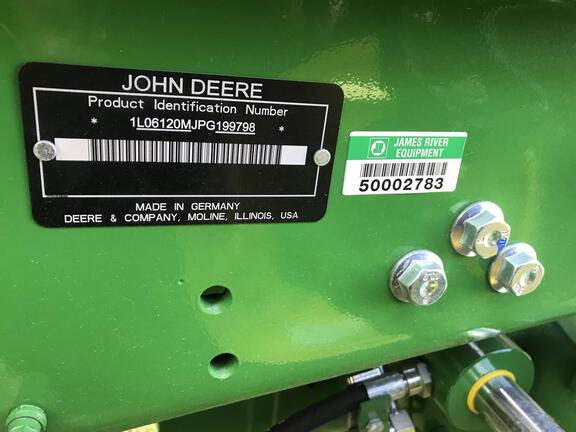 JOHN DEERE
Product Identification Number
* 1L06120MJPG199798 *
MADE IN GERMANY
DEERE & COMPANY, MOLINE, ILLINOIS, USA
JAMES RIVER
EQUIPMENT
50002783